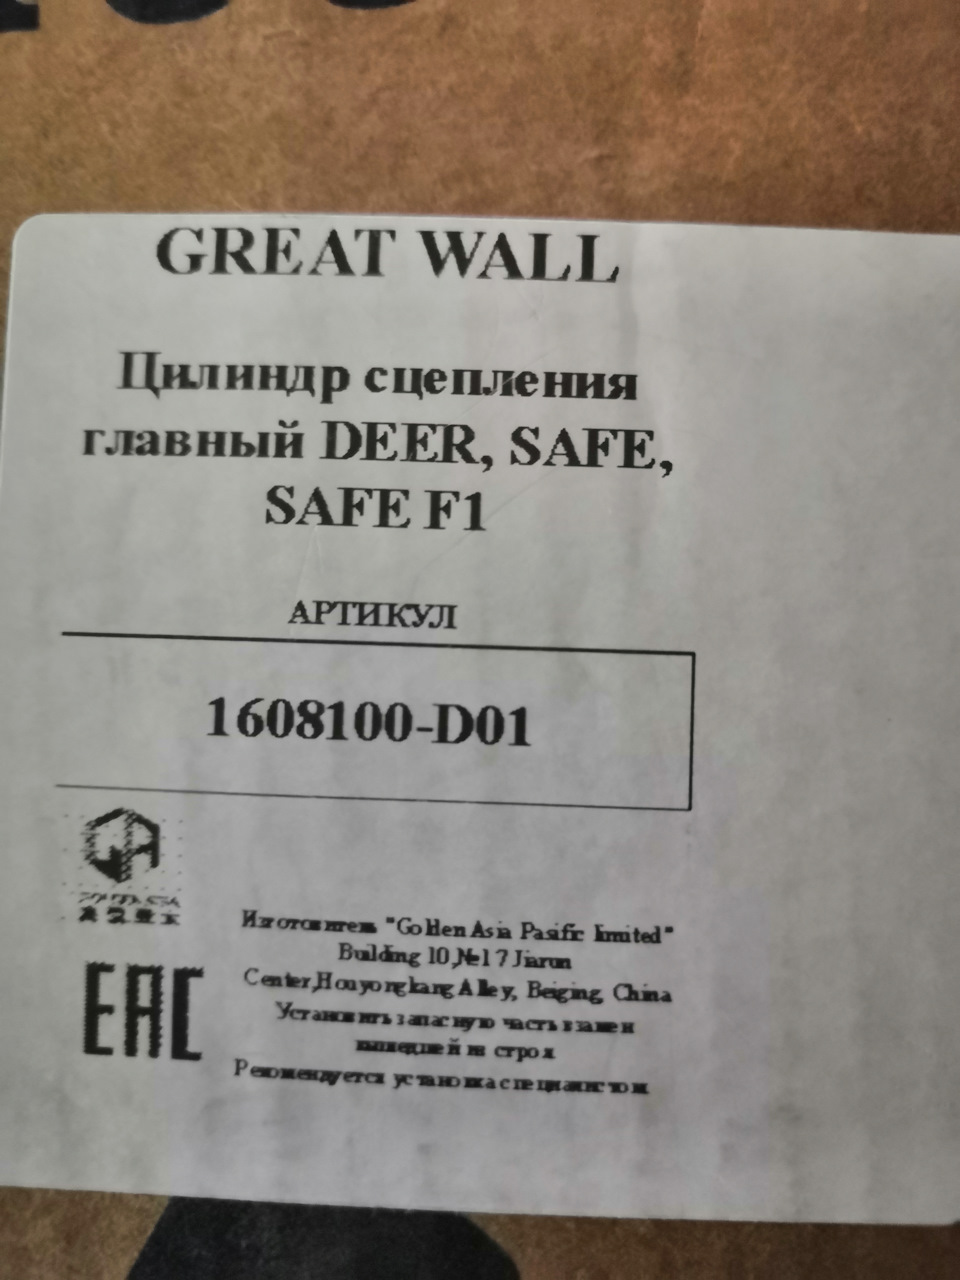 GREAT WALL
Цилиндр сцепления
главный DEER, SAFE,
SAFE F1
АРТИКУЛ
1608100-D01
EAC
Изготовитель "Golden Asia Pasific limited"
Building 10,№17 Jiarun
Center,Houyongkang Alley, Beiging, China
Установить запасную часть взамен
вышедшей из строя
Рекомендуется установка специалистом